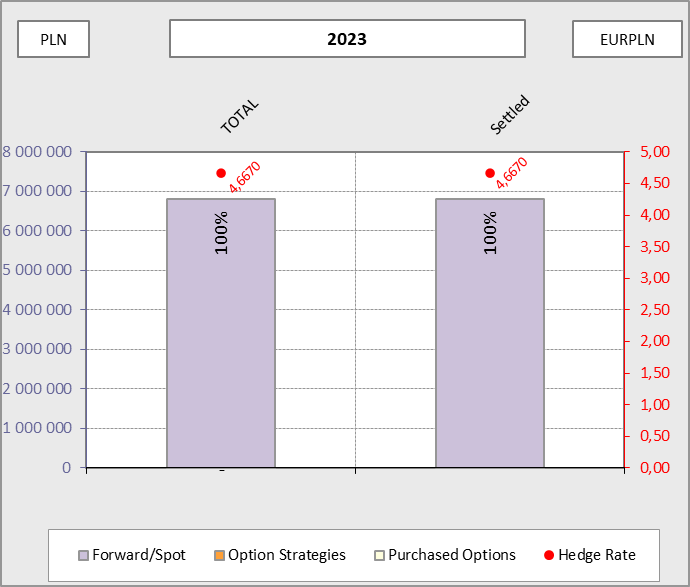 PLN
2023
EURPLN
TOTAL
Settled
8 000 000
7 000 000
6 000 000
5 000 000
4 000 000
3 000 000
2 000 000
1 000 000
0
4,6670
4,6670
100%
100%
-
5,00
4,50
4,00
3,50
3,00
2,50
2,00
1,50
1,00
0,50
0,00
Forward/Spot
Option Strategies
Purchased Options
Hedge Rate